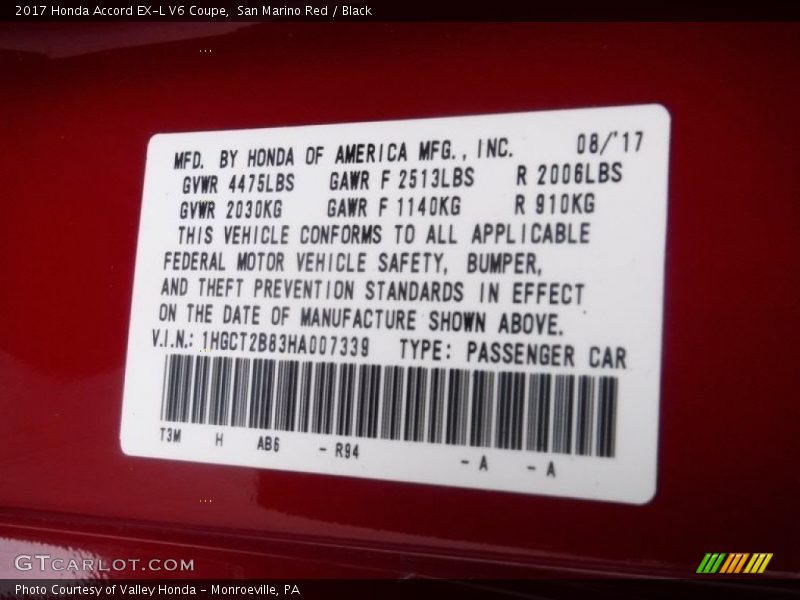 2017 Honda Accord EX-L V6 Coupe, San Marino Red / Black
MFD. BY HONDA OF AMERICA MFG., INC. 08/'17
GVWR 4475LBS GAWR F 2513LBS R 2006LBS
GVWR 2030KG GAWR F 1140KG R 910KG
THIS VEHICLE CONFORMS TO ALL APPLICABLE
FEDERAL MOTOR VEHICLE SAFETY, BUMPER,
AND THEFT PREVENTION STANDARDS IN EFFECT
ON THE DATE OF MANUFACTURE SHOWN ABOVE.
V.I.N.: 1HGCT2B83HA007339 TYPE: PASSENGER CAR
T3M H AB6 - R94 - A - A
GTCARLOT.COM
Photo Courtesy of Valley Honda - Monroeville, PA